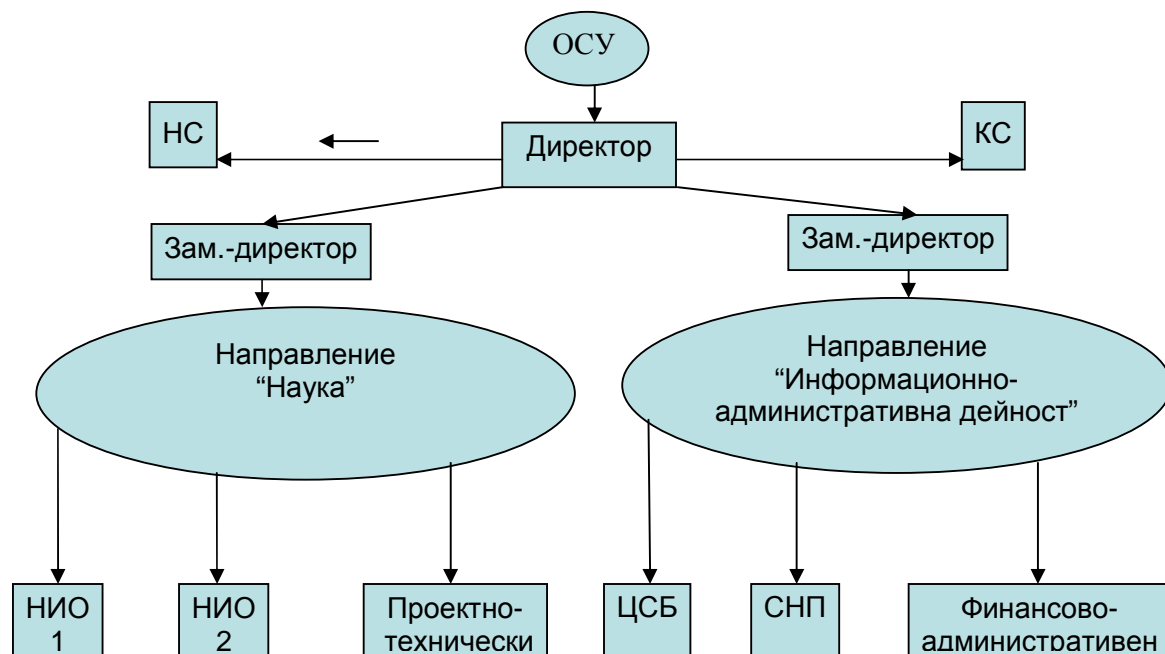 ОСУ
НС
Директор
КС
Зам.-директор
Зам.-директор
Направление
“Наука”
Направление
“Информационно-
административна дейност”
НИО
1
НИО
2
Проектно-
технически
ЦСБ
СНП
Финансово-
административен